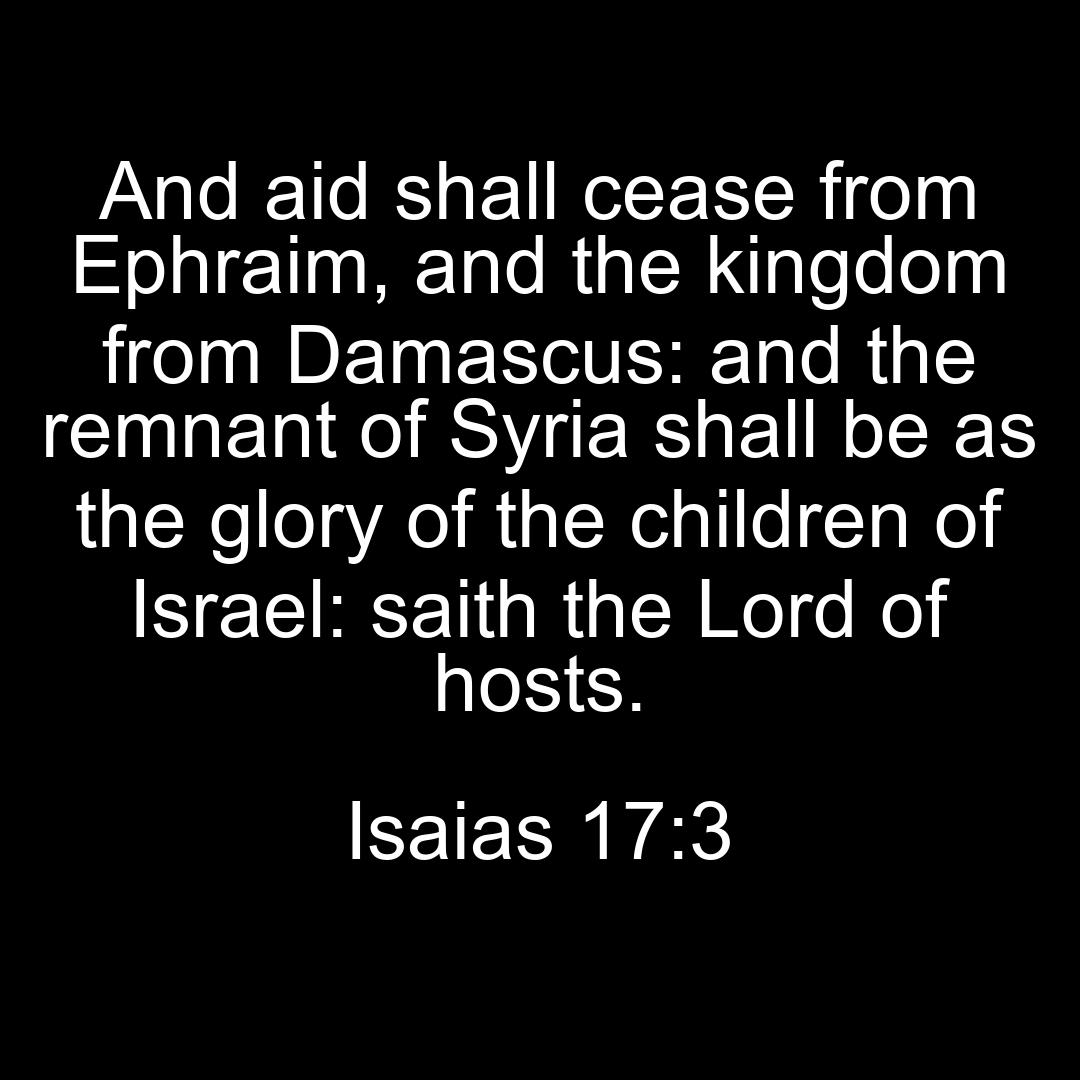 And aid shall cease from
Ephraim, and the kingdom
from Damascus: and the
remnant of Syria shall be as
the glory of the children of
Israel: saith the Lord of
hosts.
Isaias 17:3